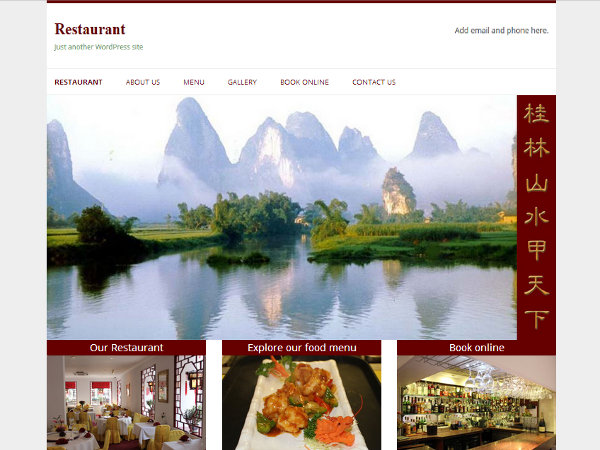 Restaurant
Just another WordPress site
Add email and phone here.
RESTAURANT ABOUT US MENU GALLERY BOOK ONLINE CONTACT US
桂林山水甲天下
Our Restaurant
Explore our food menu
Book online